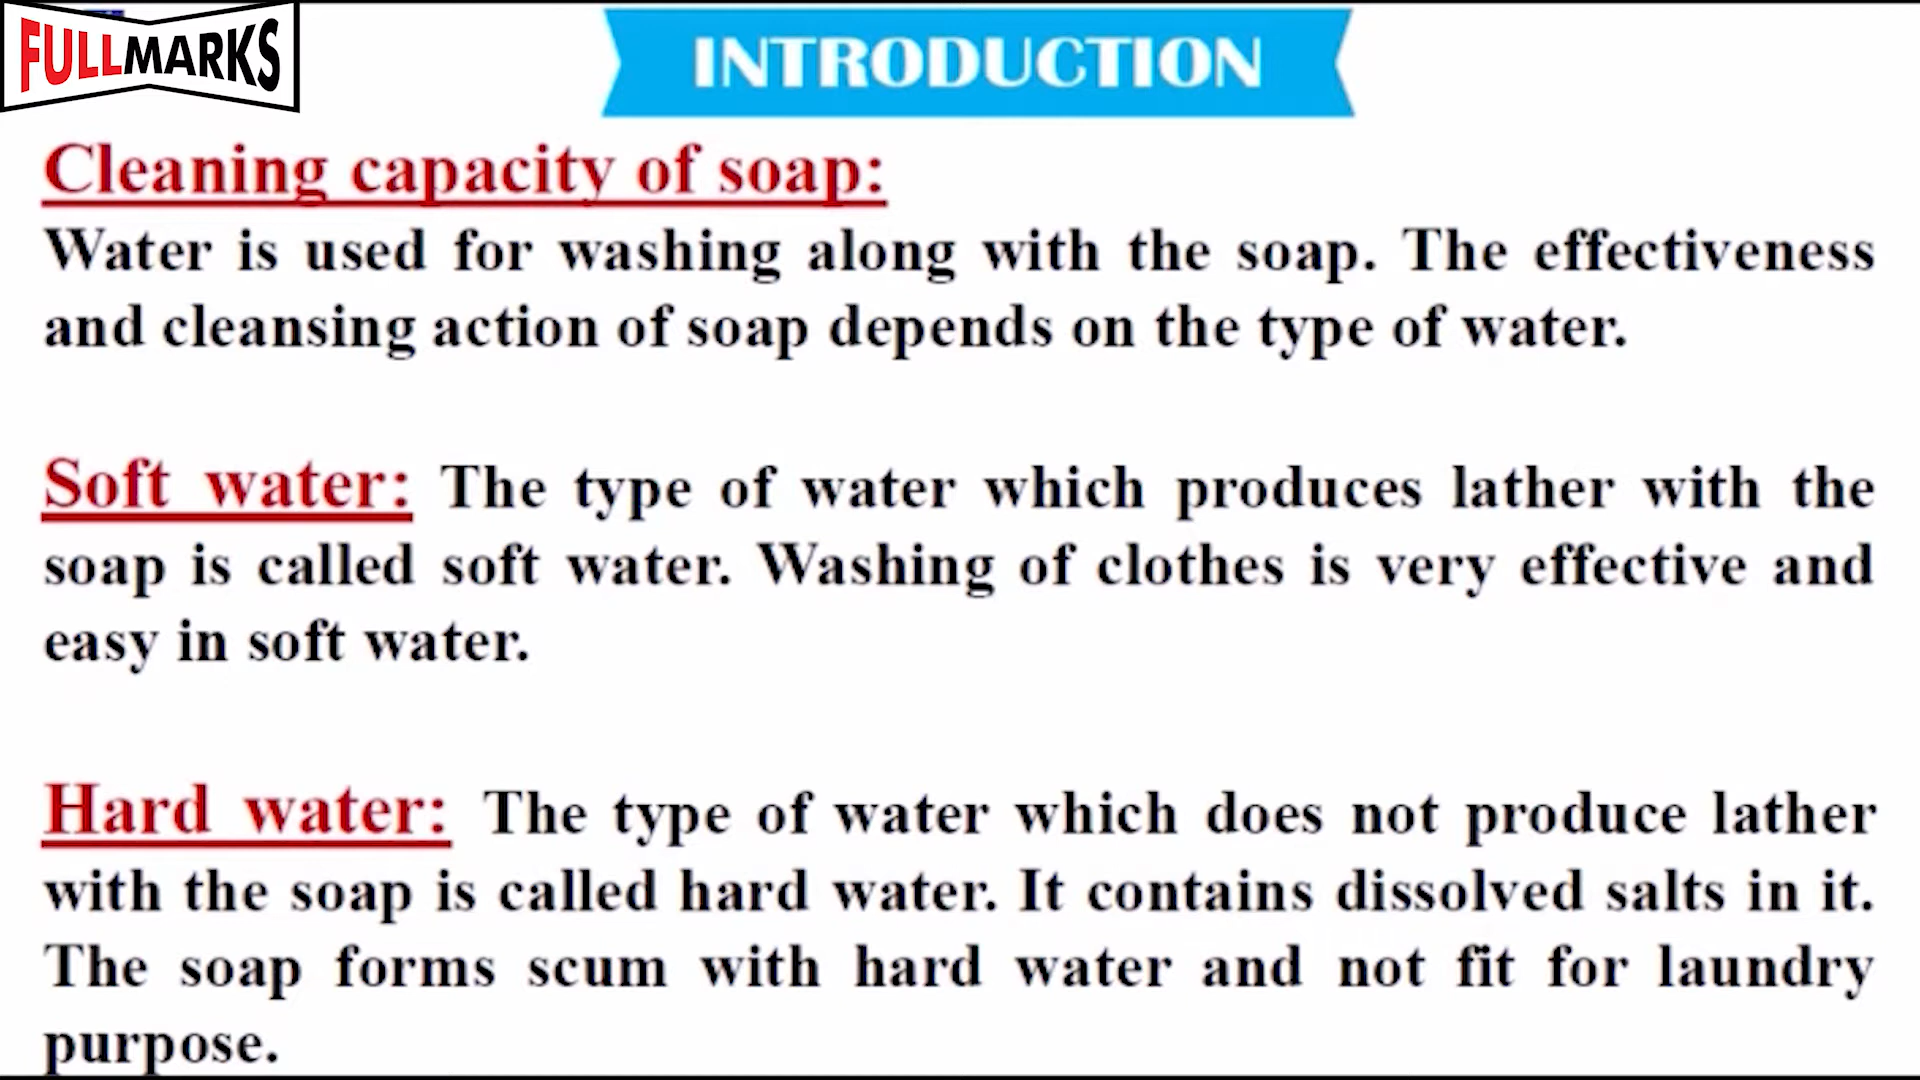 FULLMARKS
INTRODUCTION
Cleaning capacity of soap:
Water is used for washing along with the soap. The effectiveness
and cleansing action of soap depends on the type of water.
Soft water: The type of water which produces lather with the
soap is called soft water. Washing of clothes is very effective and
easy in soft water.
Hard water: The type of water which does not produce lather
with the soap is called hard water. It contains dissolved salts in it.
The soap forms scum with hard water and not fit for laundry
purpose.